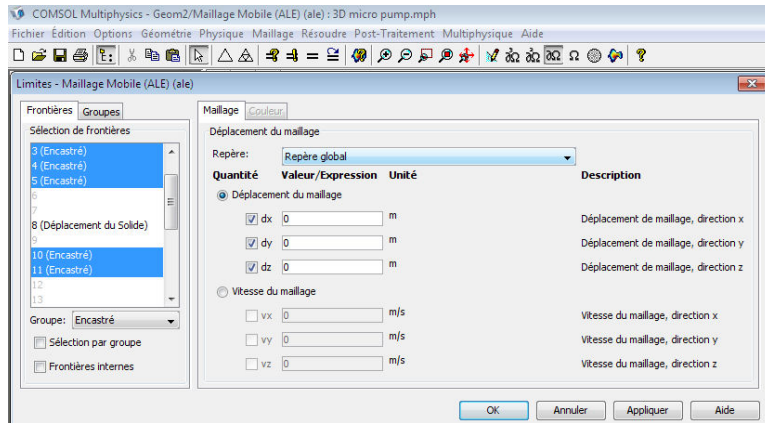 COMSOL Multiphysics - Geom2/Maillage Mobile (ALE) (ale) : 3D micro pump.mph
Fichier Édition Options Géométrie Physique Maillage Résoudre Post-Traitement Multiphysique Aide
Limites - Maillage Mobile (ALE) (ale)
Frontières Groupes
Sélection de frontières
3 (Encastré)
4 (Encastré)
5 (Encastré)
6
7
8 (Déplacement du Solide)
9
10 (Encastré)
11 (Encastré)
12
13
Groupe: Encastré
Sélection par groupe
Frontières internes
Maillage Couleur
Déplacement du maillage
Repère: Repère global
Quantité Valeur/Expression Unité Description
Déplacement du maillage
dx 0 m Déplacement de maillage, direction x
dy 0 m Déplacement de maillage, direction y
dz 0 m Déplacement de maillage, direction z
Vitesse du maillage
vx 0 m/s Vitesse du maillage, direction x
vy 0 m/s Vitesse du maillage, direction y
vz 0 m/s Vitesse du maillage, direction z
OK Annuler Appliquer Aide